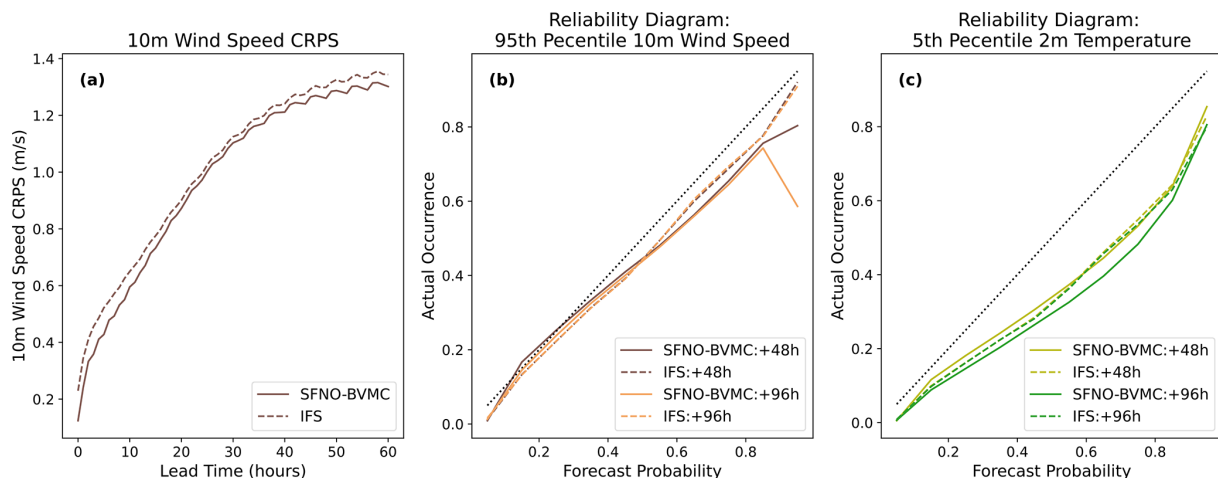 10m Wind Speed CRPS
(a)
1.4
1.2
1.0
0.8
0.6
0.4
0.2
10m Wind Speed CRPS (m/s)
SFNO-BVMC
IFS
0 10 20 30 40 50 60
Lead Time (hours)
Reliability Diagram:
95th Pecentile 10m Wind Speed
(b)
0.8
0.6
0.4
0.2
0.0
Actual Occurrence
SFNO-BVMC:+48h
IFS:+48h
SFNO-BVMC:+96h
IFS:+96h
0.2 0.4 0.6 0.8
Forecast Probability
Reliability Diagram:
5th Pecentile 2m Temperature
(c)
0.8
0.6
0.4
0.2
0.0
Actual Occurrence
SFNO-BVMC:+48h
IFS:+48h
SFNO-BVMC:+96h
IFS:+96h
0.2 0.4 0.6 0.8
Forecast Probability